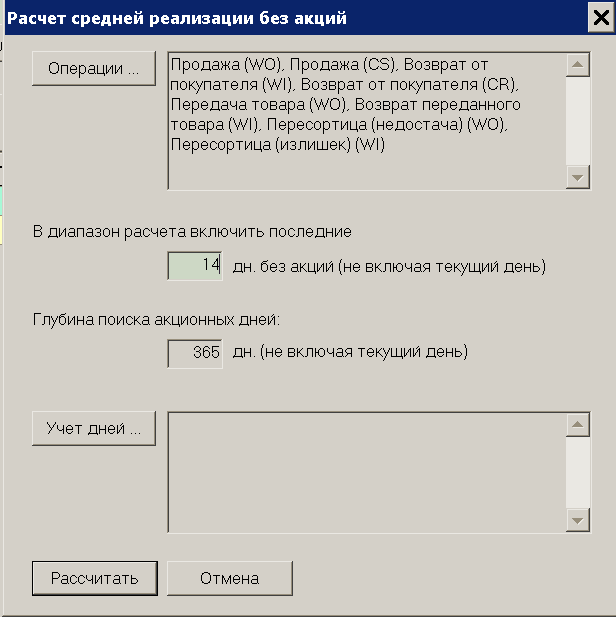 Расчет средней реализации без акций
Операции ...
Продажа (WO), Продажа (CS), Возврат от
покупателя (WI), Возврат от покупателя (CR),
Передача товара (WO), Возврат переданного
товара (WI), Пересортица (недостача) (WO),
Пересортица (излишек) (WI)
В диапазон расчета включить последние
14 дн. без акций (не включая текущий день)
Глубина поиска акционных дней:
365 дн. (не включая текущий день)
Учет дней ...
Рассчитать Отмена